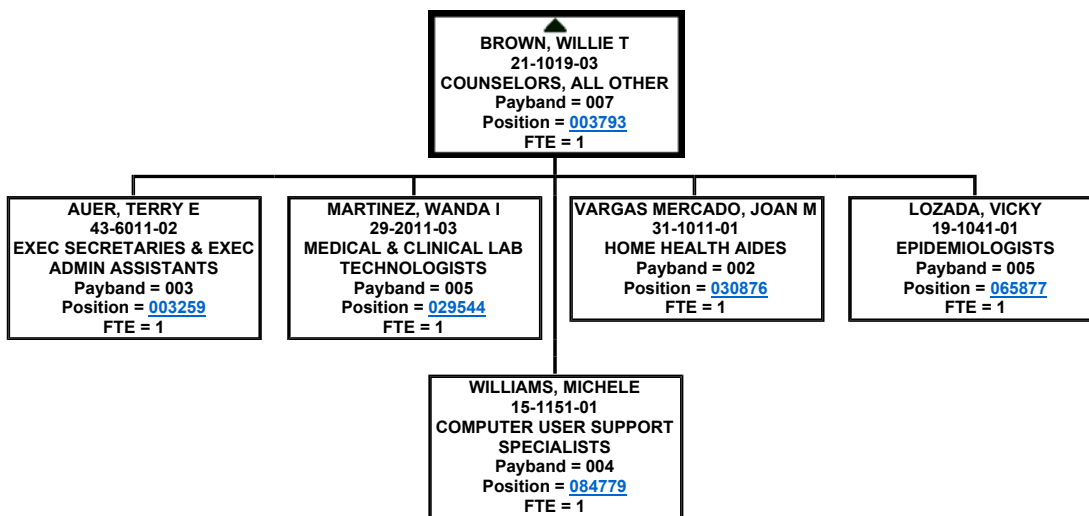 BROWN, WILLIE T
21-1019-03
COUNSELORS, ALL OTHER
Payband = 007
Position = 003793
FTE = 1
AUER, TERRY E
43-6011-02
EXEC SECRETARIES & EXEC
ADMIN ASSISTANTS
Payband = 003
Position = 003259
FTE = 1
MARTINEZ, WANDA I
29-2011-03
MEDICAL & CLINICAL LAB
TECHNOLOGISTS
Payband = 005
Position = 029544
FTE = 1
VARGAS MERCADO, JOAN M
31-1011-01
HOME HEALTH AIDES
Payband = 002
Position = 030876
FTE = 1
LOZADA, VICKY
19-1041-01
EPIDEMIOLOGISTS
Payband = 005
Position = 065877
FTE = 1
WILLIAMS, MICHELE
15-1151-01
COMPUTER USER SUPPORT
SPECIALISTS
Payband = 004
Position = 084779
FTE = 1